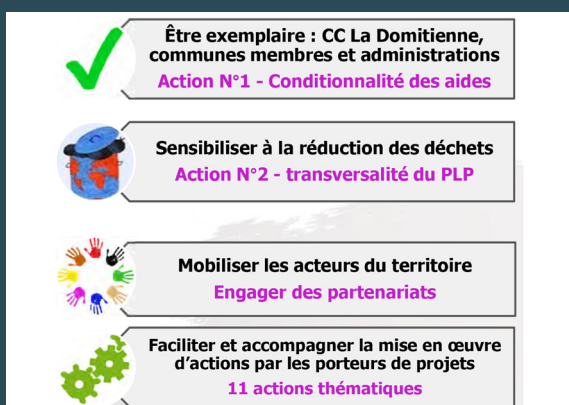 Être exemplaire : CC La Domitienne,
communes membres et administrations
Action N°1 - Conditionnalité des aides
Sensibiliser à la réduction des déchets
Action N°2 - transversalité du PLP
Mobiliser les acteurs du territoire
Engager des partenariats
Faciliter et accompagner la mise en œuvre
d'actions par les porteurs de projets
11 actions thématiques